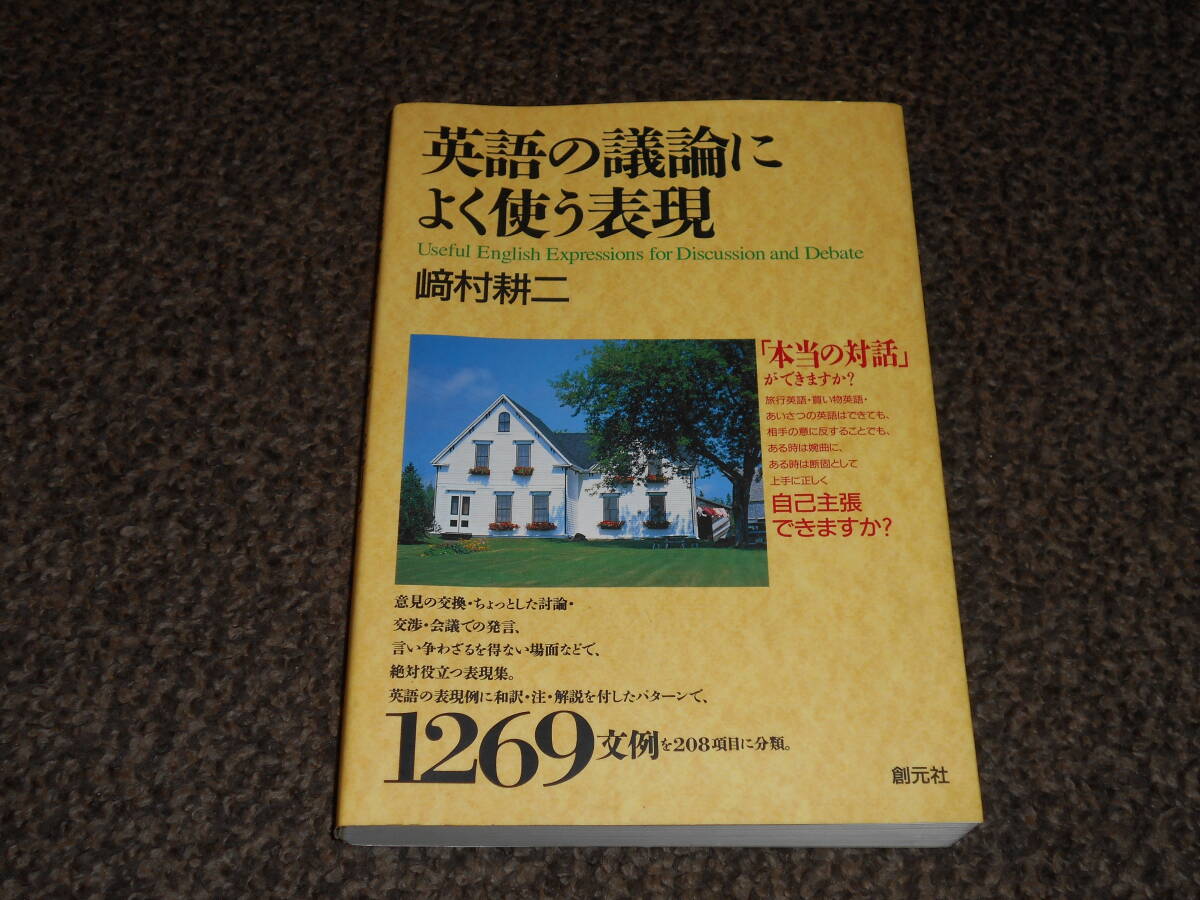 英語の議論に
よく使う表現
Useful English Expressions for Discussion and Debate
﨑村耕二
「本当の対話」
ができますか?
旅行英語・買い物英語・
あいさつの英語はできても、
相手の意に反することでも、
ある時は婉曲に、
ある時は断固として
上手に正しく
自己主張
できますか?
意見の交換・ちょっとした討論・
交渉・会議での発言、
言い争わざるを得ない場面などで、
絶対役立つ表現集。
英語の表現例に和訳・注・解説を付したパターンで、
1269文例を208項目に分類。
創元社